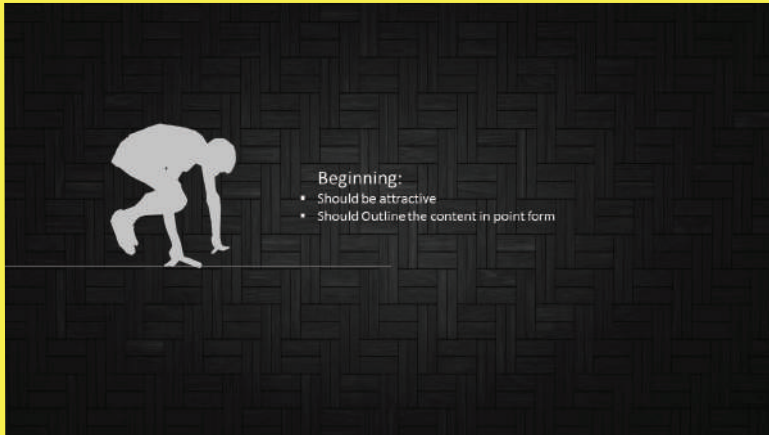 Beginning:
▪ Should be attractive
▪ Should Outline the content in point form